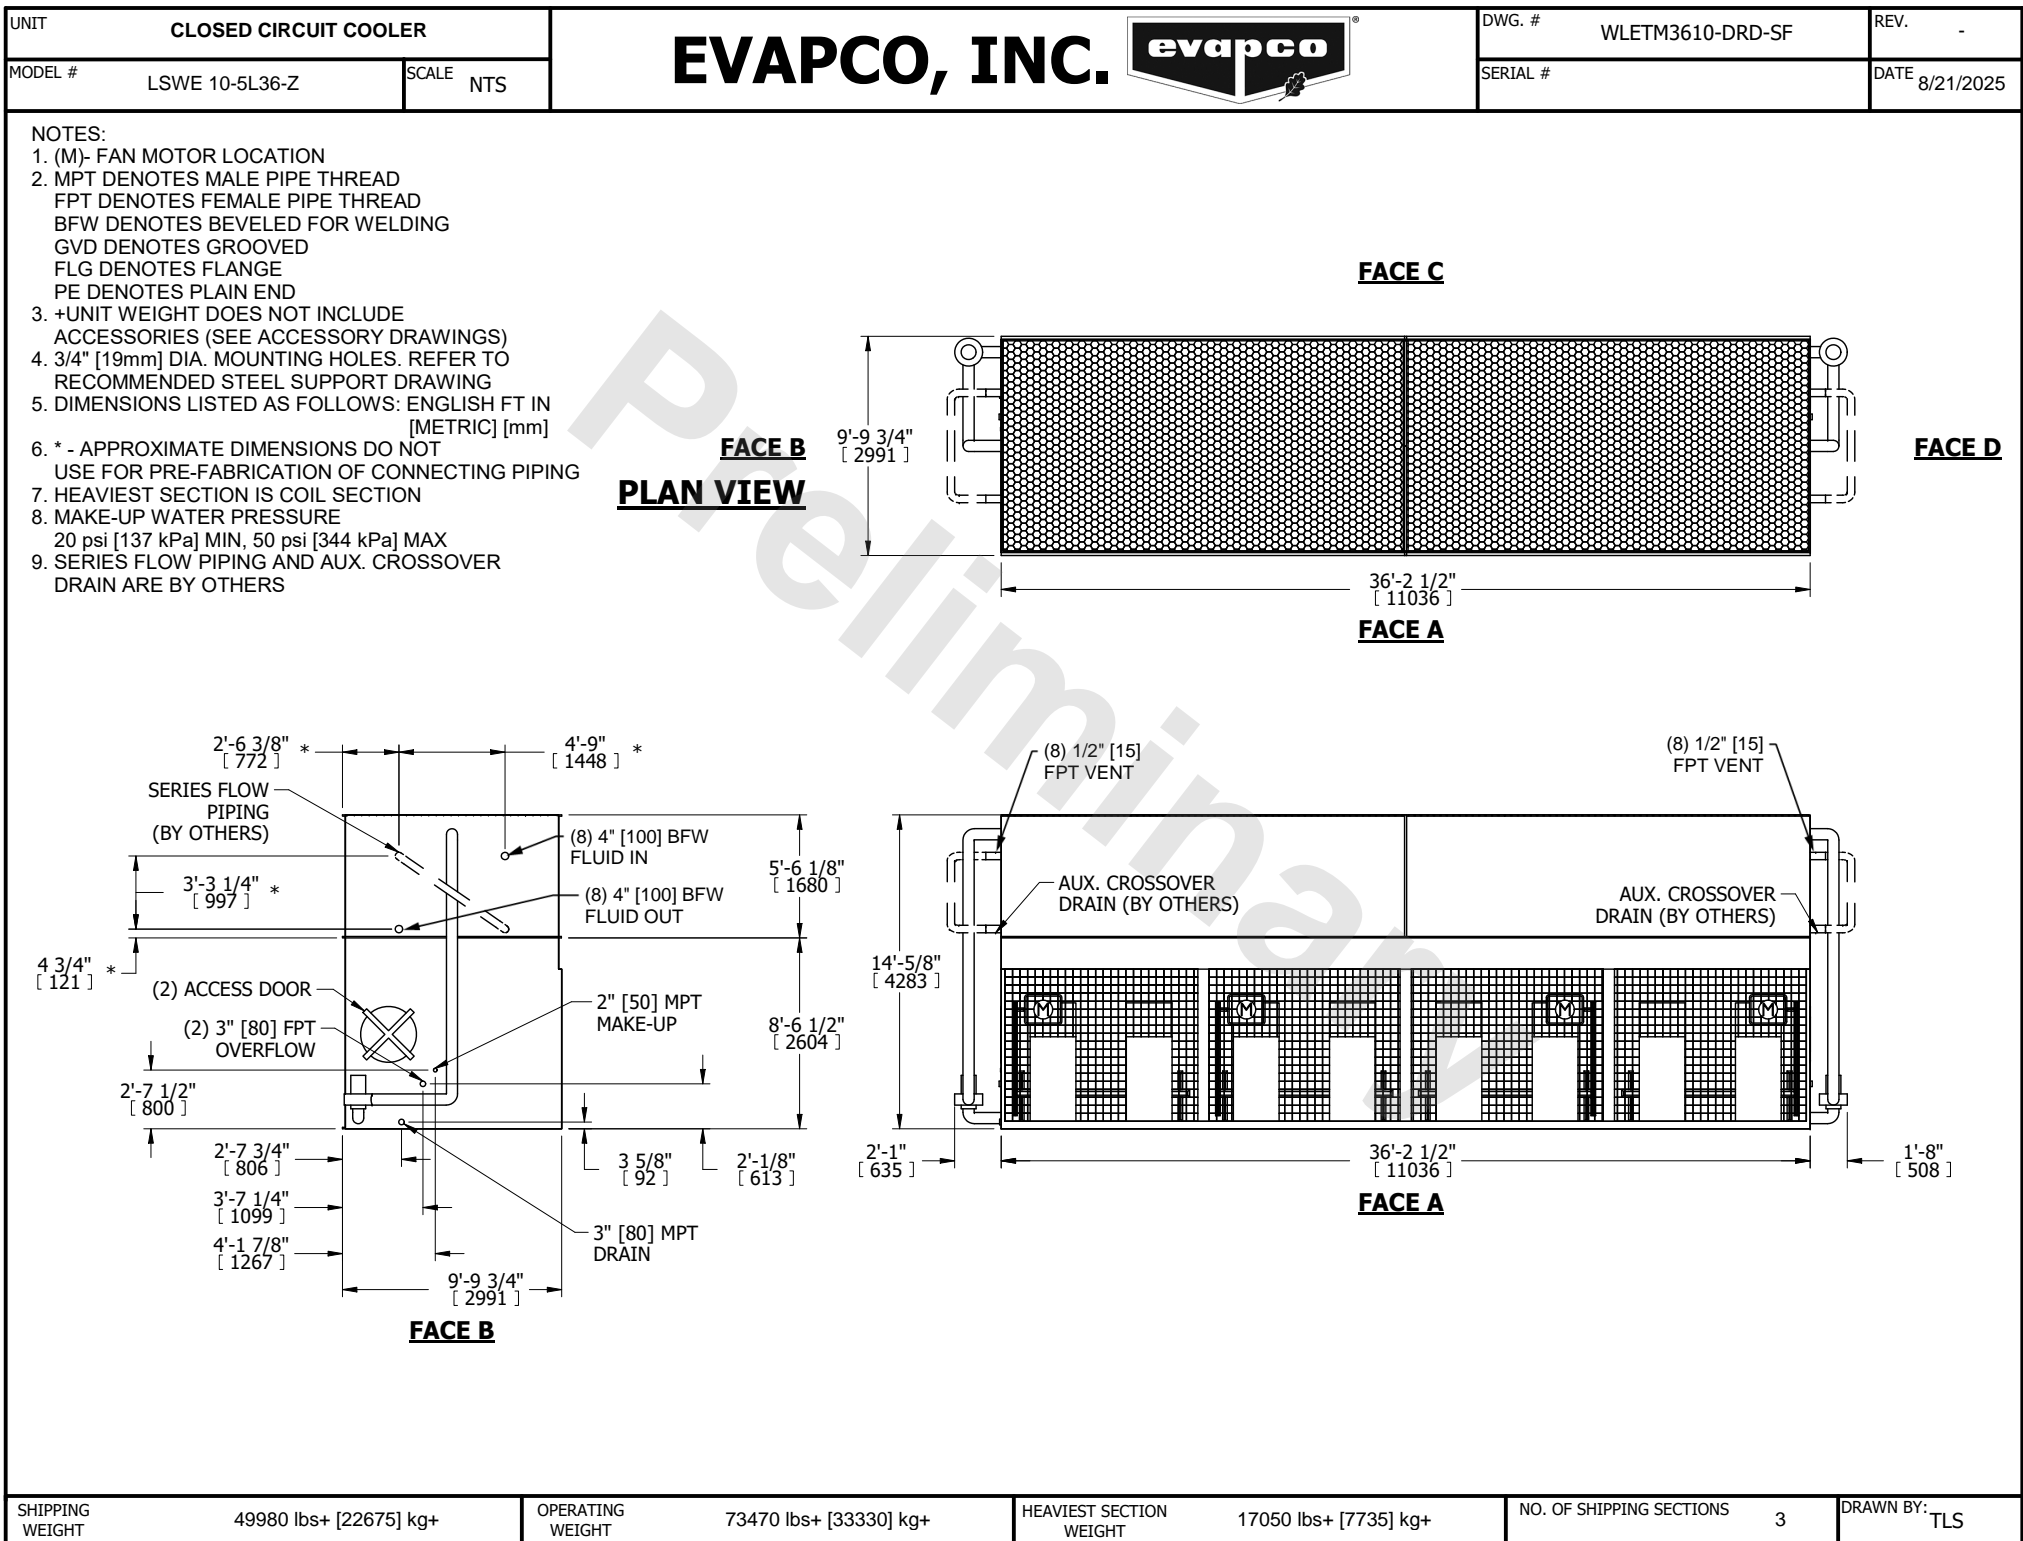 UNIT
CLOSED CIRCUIT COOLER
MODEL #
LSWE 10-5L36-Z
SCALE
NTS
EVAPCO, INC.
evapco
®
DWG. #
WLETM3610-DRD-SF
REV.
-
SERIAL #
DATE
8/21/2025
NOTES:
1. (M)- FAN MOTOR LOCATION
2. MPT DENOTES MALE PIPE THREAD
FPT DENOTES FEMALE PIPE THREAD
BFW DENOTES BEVELED FOR WELDING
GVD DENOTES GROOVED
FLG DENOTES FLANGE
PE DENOTES PLAIN END
3. +UNIT WEIGHT DOES NOT INCLUDE
ACCESSORIES (SEE ACCESSORY DRAWINGS)
4. 3/4" [19mm] DIA. MOUNTING HOLES. REFER TO
RECOMMENDED STEEL SUPPORT DRAWING
5. DIMENSIONS LISTED AS FOLLOWS: ENGLISH FT IN
[METRIC] [mm]
6. * - APPROXIMATE DIMENSIONS DO NOT
USE FOR PRE-FABRICATION OF CONNECTING PIPING
7. HEAVIEST SECTION IS COIL SECTION
8. MAKE-UP WATER PRESSURE
20 psi [137 kPa] MIN, 50 psi [344 kPa] MAX
9. SERIES FLOW PIPING AND AUX. CROSSOVER
DRAIN ARE BY OTHERS
Preliminary
FACE C
FACE B
PLAN VIEW
9'-9 3/4"
[ 2991 ]
FACE D
36'-2 1/2"
[ 11036 ]
FACE A
2'-6 3/8" *
[ 772 ]
4'-9" *
[ 1448 ]
SERIES FLOW
PIPING
(BY OTHERS)
(8) 4" [100] BFW
FLUID IN
3'-3 1/4" *
[ 997 ]
(8) 4" [100] BFW
FLUID OUT
5'-6 1/8"
[ 1680 ]
4 3/4" *
[ 121 ]
(2) ACCESS DOOR
(2) 3" [80] FPT
OVERFLOW
2" [50] MPT
MAKE-UP
8'-6 1/2"
[ 2604 ]
2'-7 1/2"
[ 800 ]
2'-7 3/4"
[ 806 ]
3 5/8"
[ 92 ]
2'-1/8"
[ 613 ]
3'-7 1/4"
[ 1099 ]
3" [80] MPT
DRAIN
4'-1 7/8"
[ 1267 ]
9'-9 3/4"
[ 2991 ]
FACE B
(8) 1/2" [15]
FPT VENT
(8) 1/2" [15]
FPT VENT
AUX. CROSSOVER
DRAIN (BY OTHERS)
AUX. CROSSOVER
DRAIN (BY OTHERS)
14'-5/8"
[ 4283 ]
M
M
M
M
2'-1"
[ 635 ]
36'-2 1/2"
[ 11036 ]
1'-8"
[ 508 ]
FACE A
SHIPPING
WEIGHT
49980 lbs+ [22675] kg+
OPERATING
WEIGHT
73470 lbs+ [33330] kg+
HEAVIEST SECTION
WEIGHT
17050 lbs+ [7735] kg+
NO. OF SHIPPING SECTIONS
3
DRAWN BY:
TLS